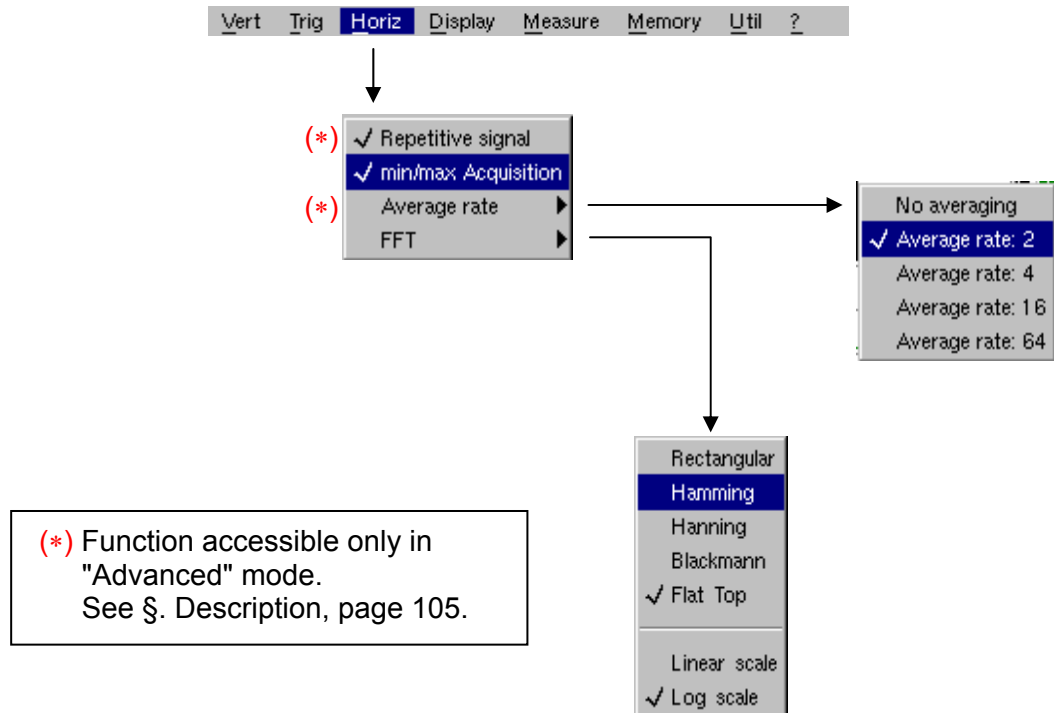 Vert Trig Horiz Display Measure Memory Util ?
(*) ✓ Repetitive signal
✓ min/max Acquisition
(*) Average rate
FFT
No averaging
✓ Average rate: 2
Average rate: 4
Average rate: 16
Average rate: 64
Rectangular
Hamming
Hanning
Blackmann
✓ Flat Top
Linear scale
✓ Log scale
(*) Function accessible only in
"Advanced" mode.
See §. Description, page 105.